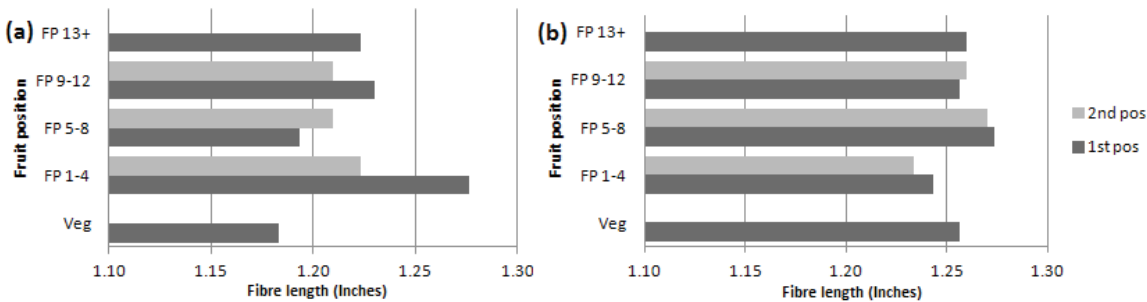 (a)
Fruit position
FP 13+
FP 9-12
FP 5-8
FP 1-4
Veg
1.10 1.15 1.20 1.25 1.30
Fibre length (Inches)
(b)
Fruit position
FP 13+
FP 9-12
FP 5-8
FP 1-4
Veg
1.10 1.15 1.20 1.25 1.30
Fibre length (Inches)
2nd pos
1st pos